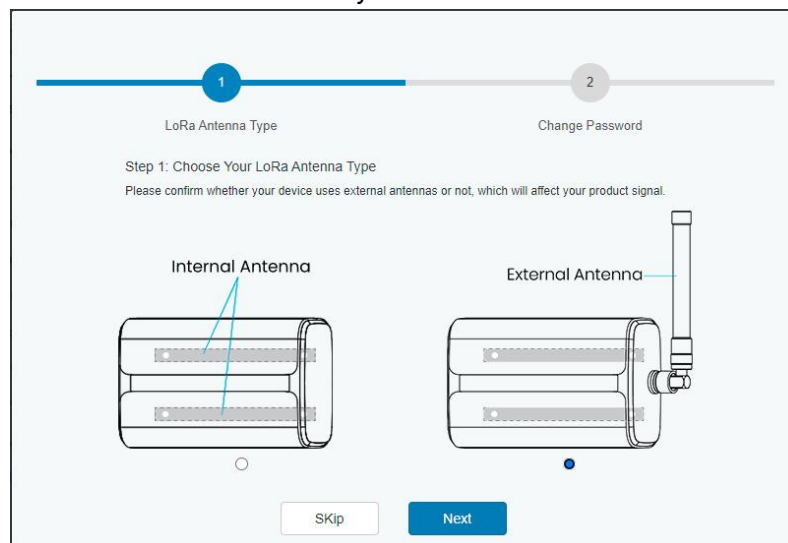 1
2
LoRa Antenna Type
Change Password
Step 1: Choose Your LoRa Antenna Type
Please confirm whether your device uses external antennas or not, which will affect your product signal.
Internal Antenna
External Antenna
SKip
Next